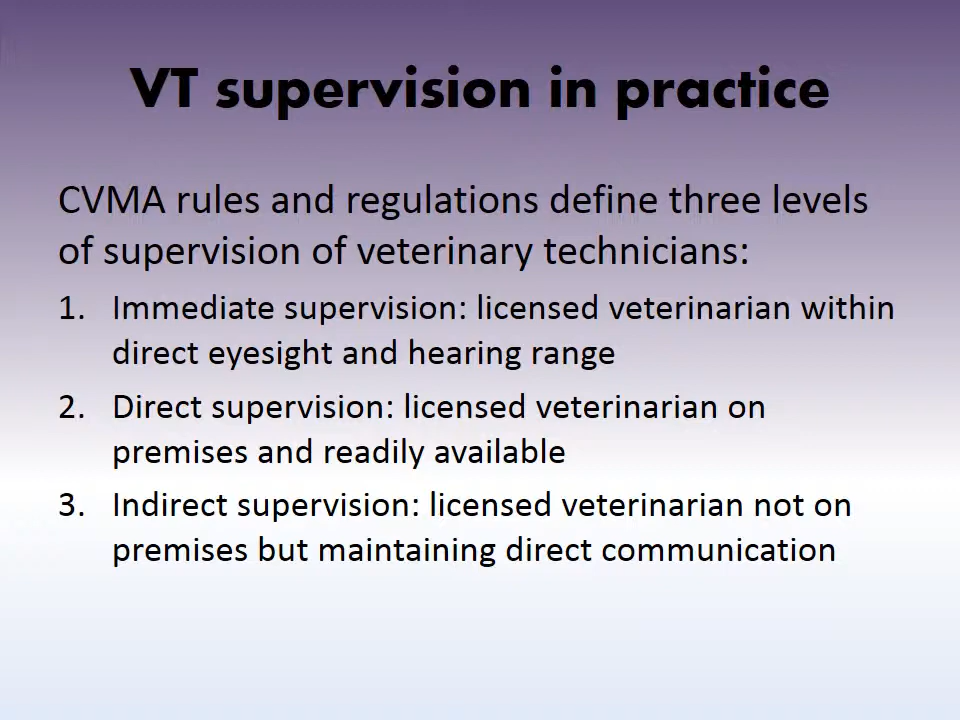 VT supervision in practice
CVMA rules and regulations define three levels
of supervision of veterinary technicians:
1. Immediate supervision: licensed veterinarian within
direct eyesight and hearing range
2. Direct supervision: licensed veterinarian on
premises and readily available
3. Indirect supervision: licensed veterinarian not on
premises but maintaining direct communication